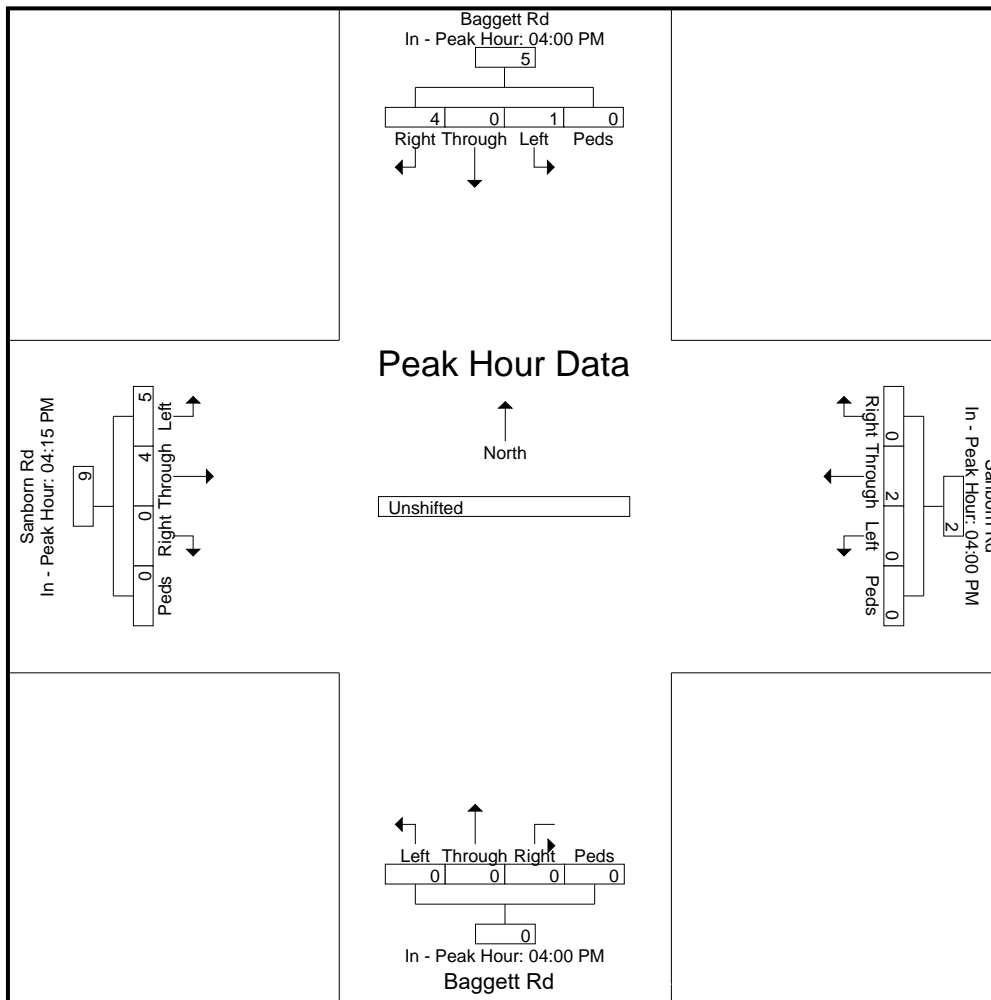 Baggett Rd
In - Peak Hour: 04:00 PM
5
4 0 1 0
Right Through Left Peds
Peak Hour Data
North
Unshifted
Sanborn Rd
In - Peak Hour: 04:15 PM
9
5 4 0 0
Left Through Right Peds
Sanborn Rd
In - Peak Hour: 04:00 PM
2
0 2 0 0
Right Through Left Peds
Left Through Right Peds
0 0 0 0
0
In - Peak Hour: 04:00 PM
Baggett Rd